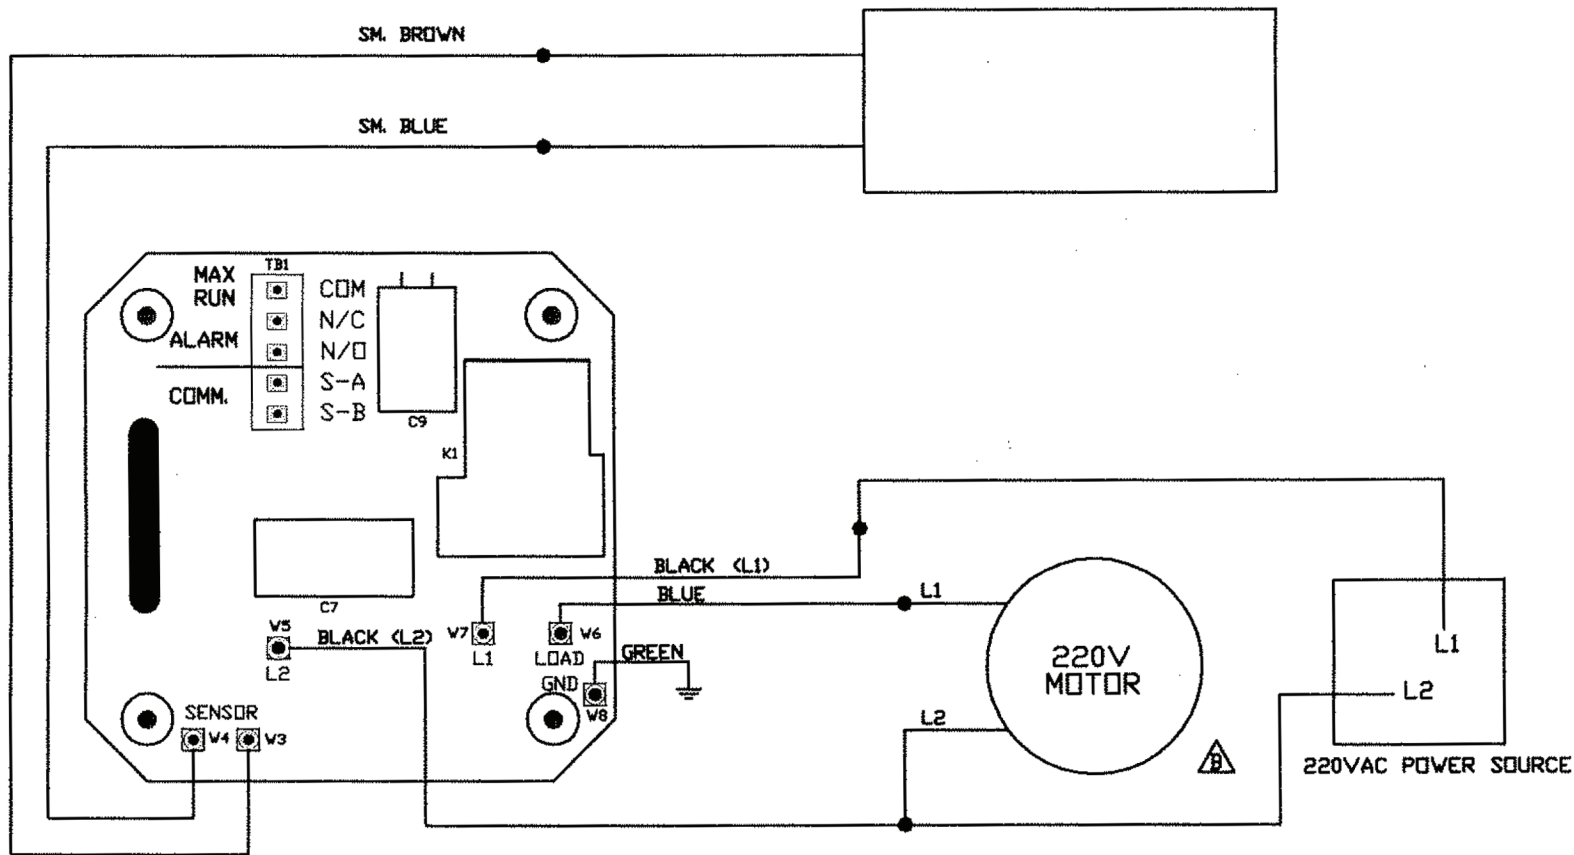 SM. BROWN
SM. BLUE
TB1
MAX
RUN
COM
N/C
ALARM
N/O
S-A
COMM.
S-B
C9
K1
BLACK (L1)
BLUE
L1
C7
W5
BLACK (L2)
L2
W7
L1
W6
LOAD
GREEN
GND
W8
220V
MOTOR
L1
L2
L2
SENSOR
W4
W3
B
220VAC POWER SOURCE